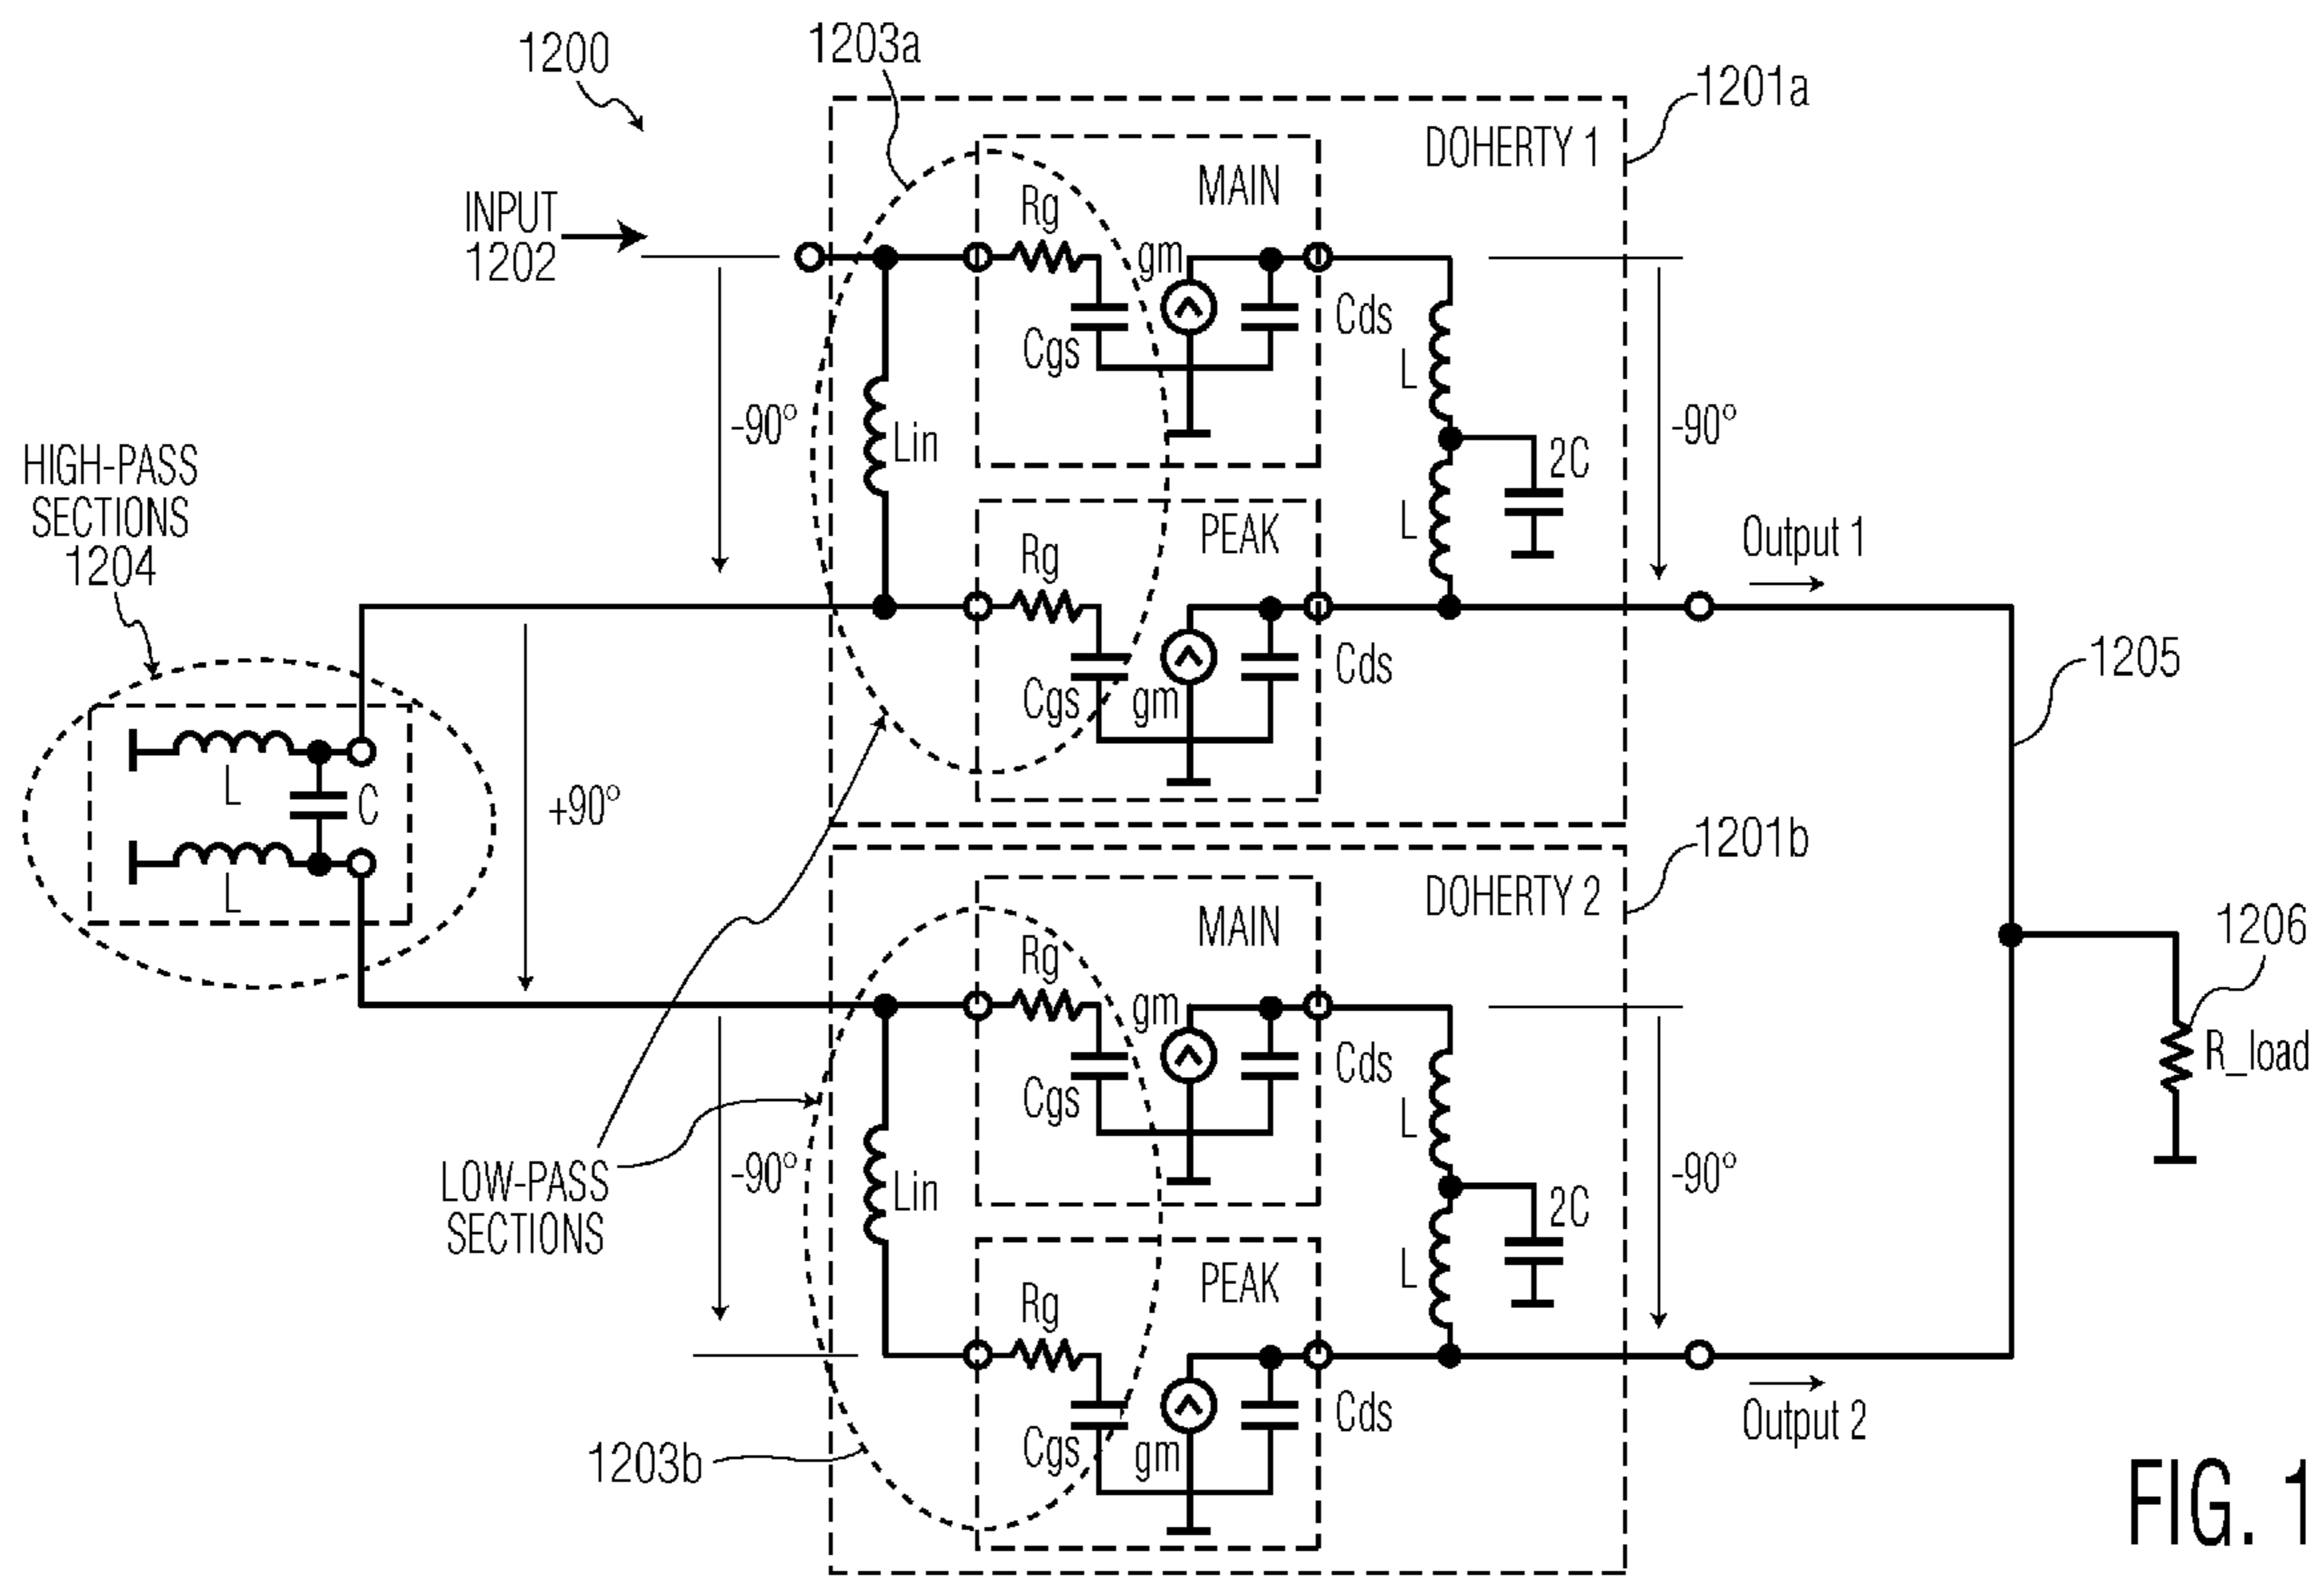 1200
1203a
1201a
DOHERTY 1
MAIN
INPUT
1202
Rg
gm
Cds
Cgs
L
-90°
Lin
-90°
2C
HIGH-PASS
SECTIONS
1204
PEAK
L
Rg
Output 1
Cds
Cgs
gm
1205
L
C
+90°
L
1201b
DOHERTY 2
MAIN
1206
Rg
gm
Cds
R_load
Cgs
L
LOW-PASS
SECTIONS
-90°
Lin
-90°
2C
PEAK
L
Rg
Cds
Output 2
1203b
Cgs
gm
FIG. 1